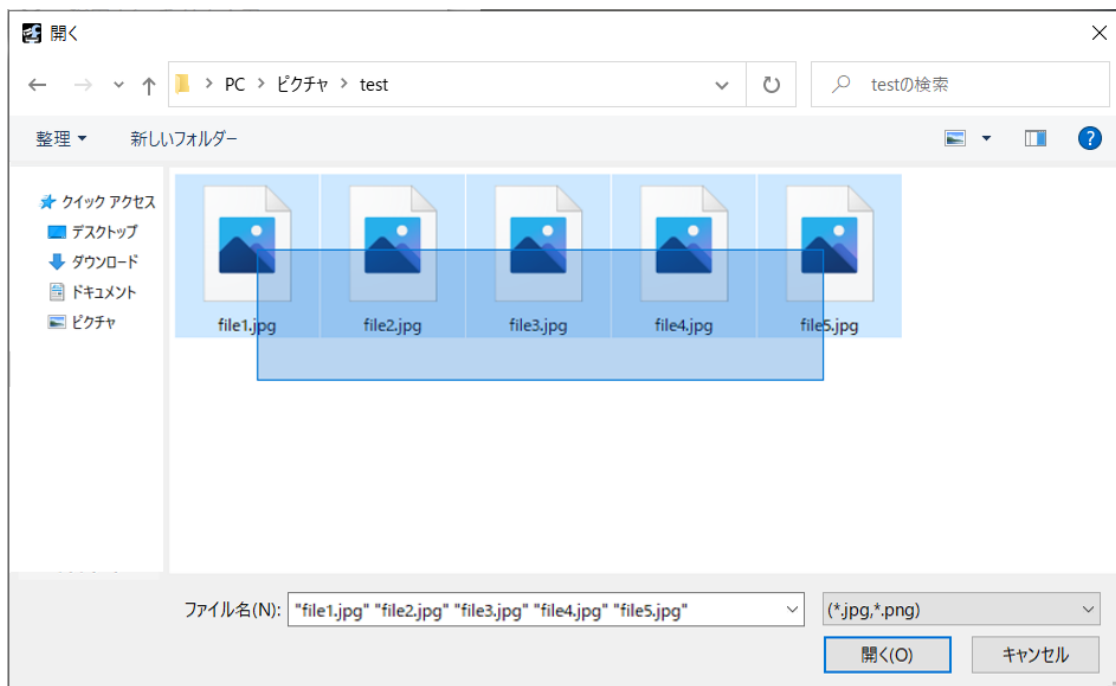 開く
PC > ピクチャ > test
testの検索
整理
新しいフォルダー
クイック アクセス
デスクトップ
ダウンロード
ドキュメント
ピクチャ
file1.jpg file2.jpg file3.jpg file4.jpg file5.jpg
ファイル名(N): "file1.jpg" "file2.jpg" "file3.jpg" "file4.jpg" "file5.jpg" (*.jpg,*.png)
開く(O) キャンセル